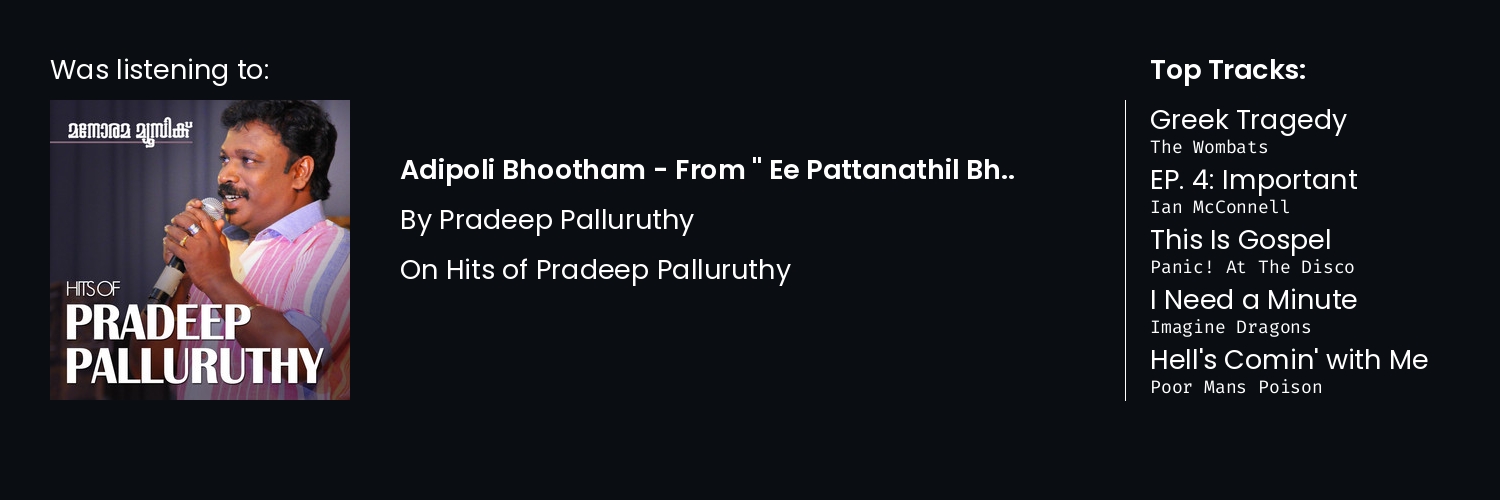 Was listening to:
മനോരമ മ്യൂസിക്
HITS OF
PRADEEP
PALLURUTHY
Adipoli Bhootham - From " Ee Pattanathil Bh..
By Pradeep Palluruthy
On Hits of Pradeep Palluruthy
Top Tracks:
Greek Tragedy
The Wombats
EP. 4: Important
Ian McConnell
This Is Gospel
Panic! At The Disco
I Need a Minute
Imagine Dragons
Hell's Comin' with Me
Poor Mans Poison